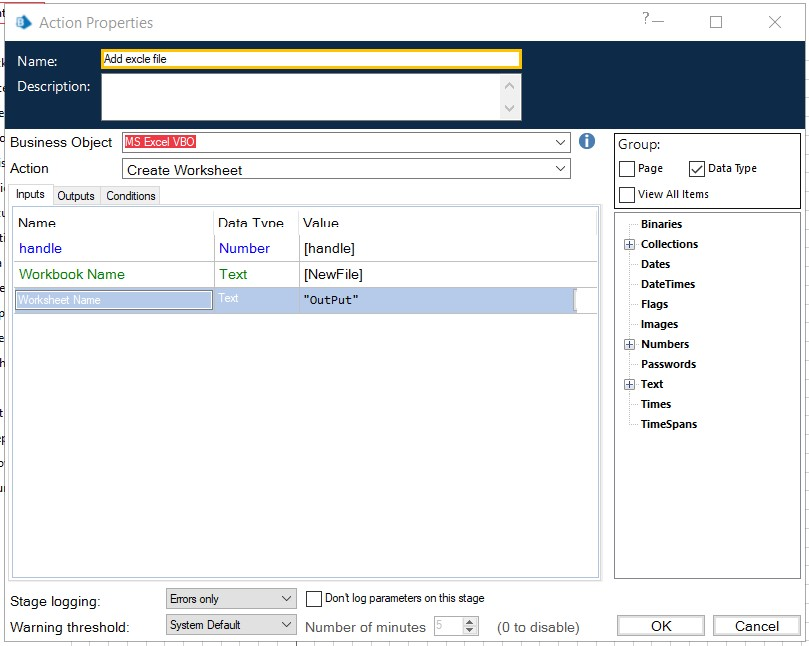 Action Properties
?
Name: Add excle file
Description:
Business Object MS Excel VBO
Action Create Worksheet
Inputs Outputs Conditions
Name Data Type Value
handle Number [handle]
Workbook Name Text [NewFile]
Worksheet Name Text "OutPut"
Group:
Page Data Type
View All Items
Binaries
Collections
Dates
DateTimes
Flags
Images
Numbers
Passwords
Text
Times
TimeSpans
Stage logging: Errors only Don't log parameters on this stage
Warning threshold: System Default Number of minutes 5 (0 to disable)
OK Cancel